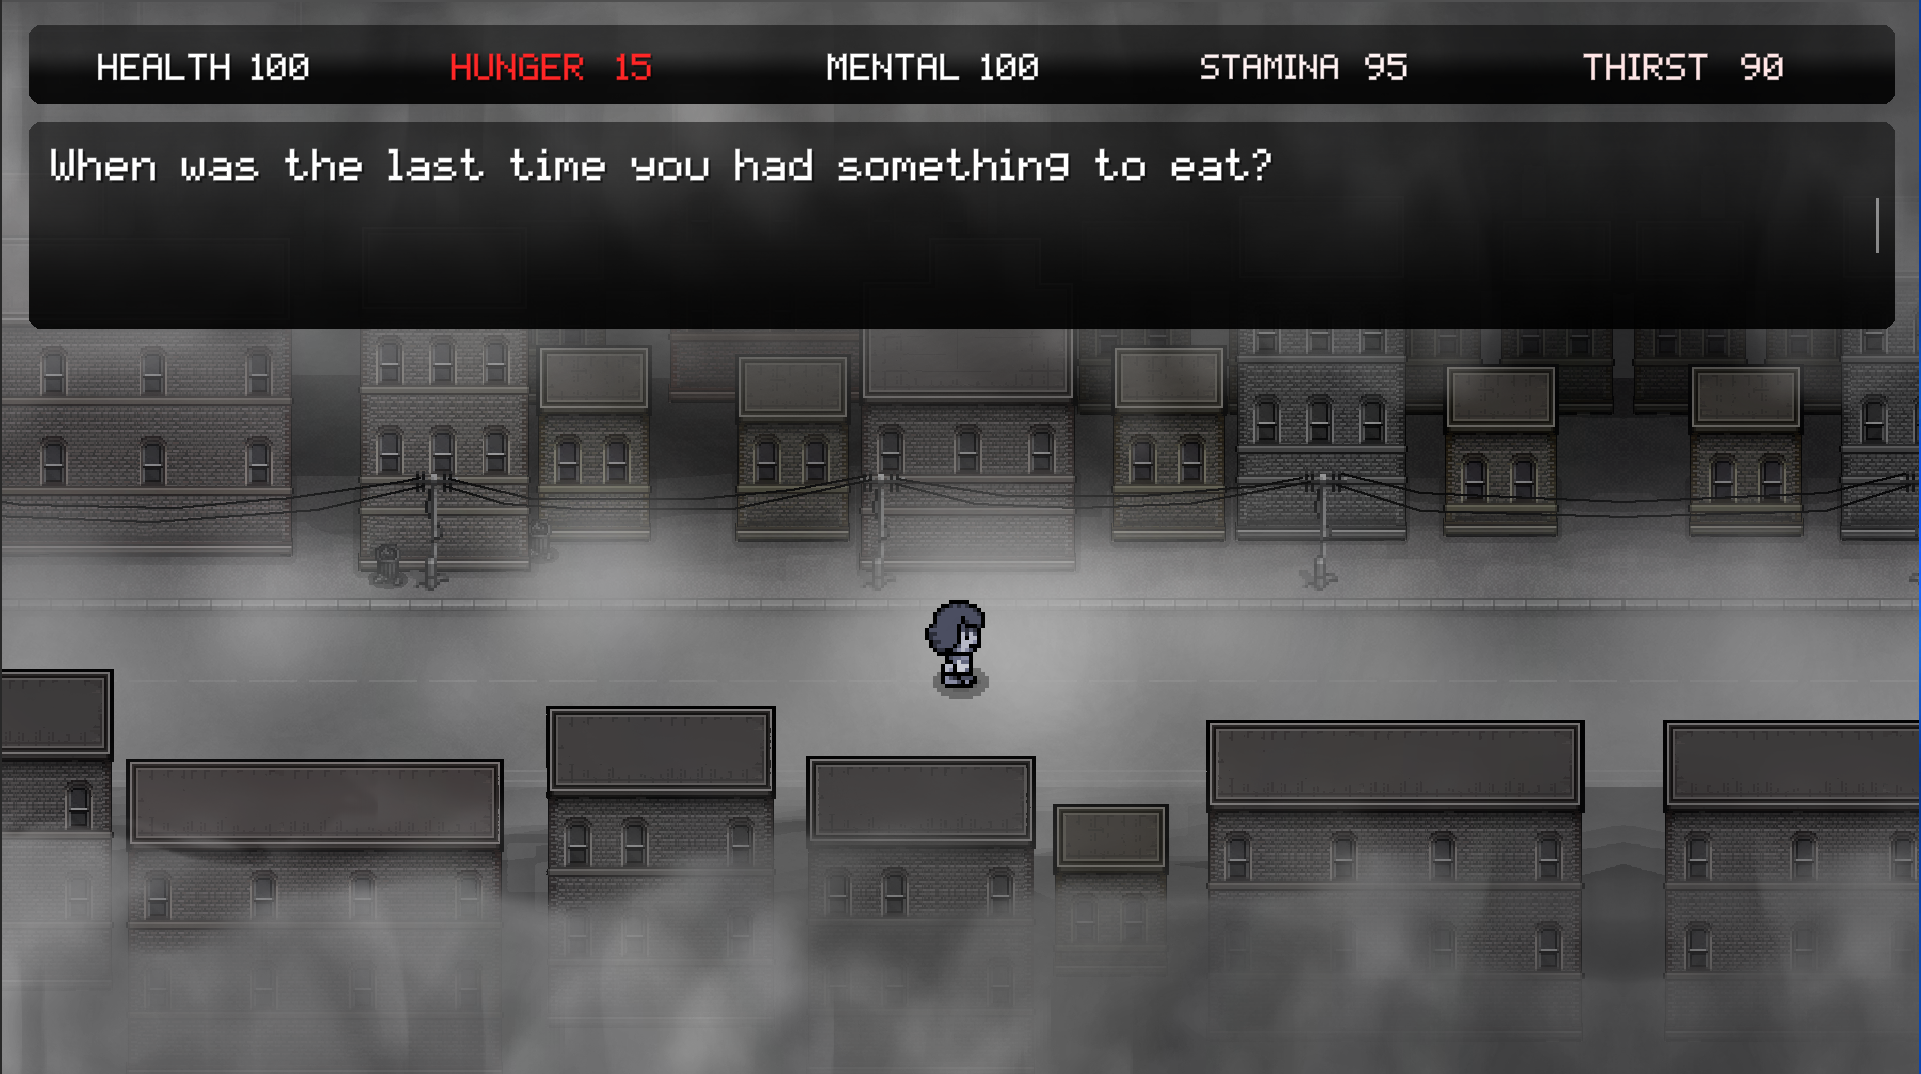 HEALTH 100 HUNGER 15 MENTAL 100 STAMINA 95 THIRST 90
When was the last time you had something to eat?